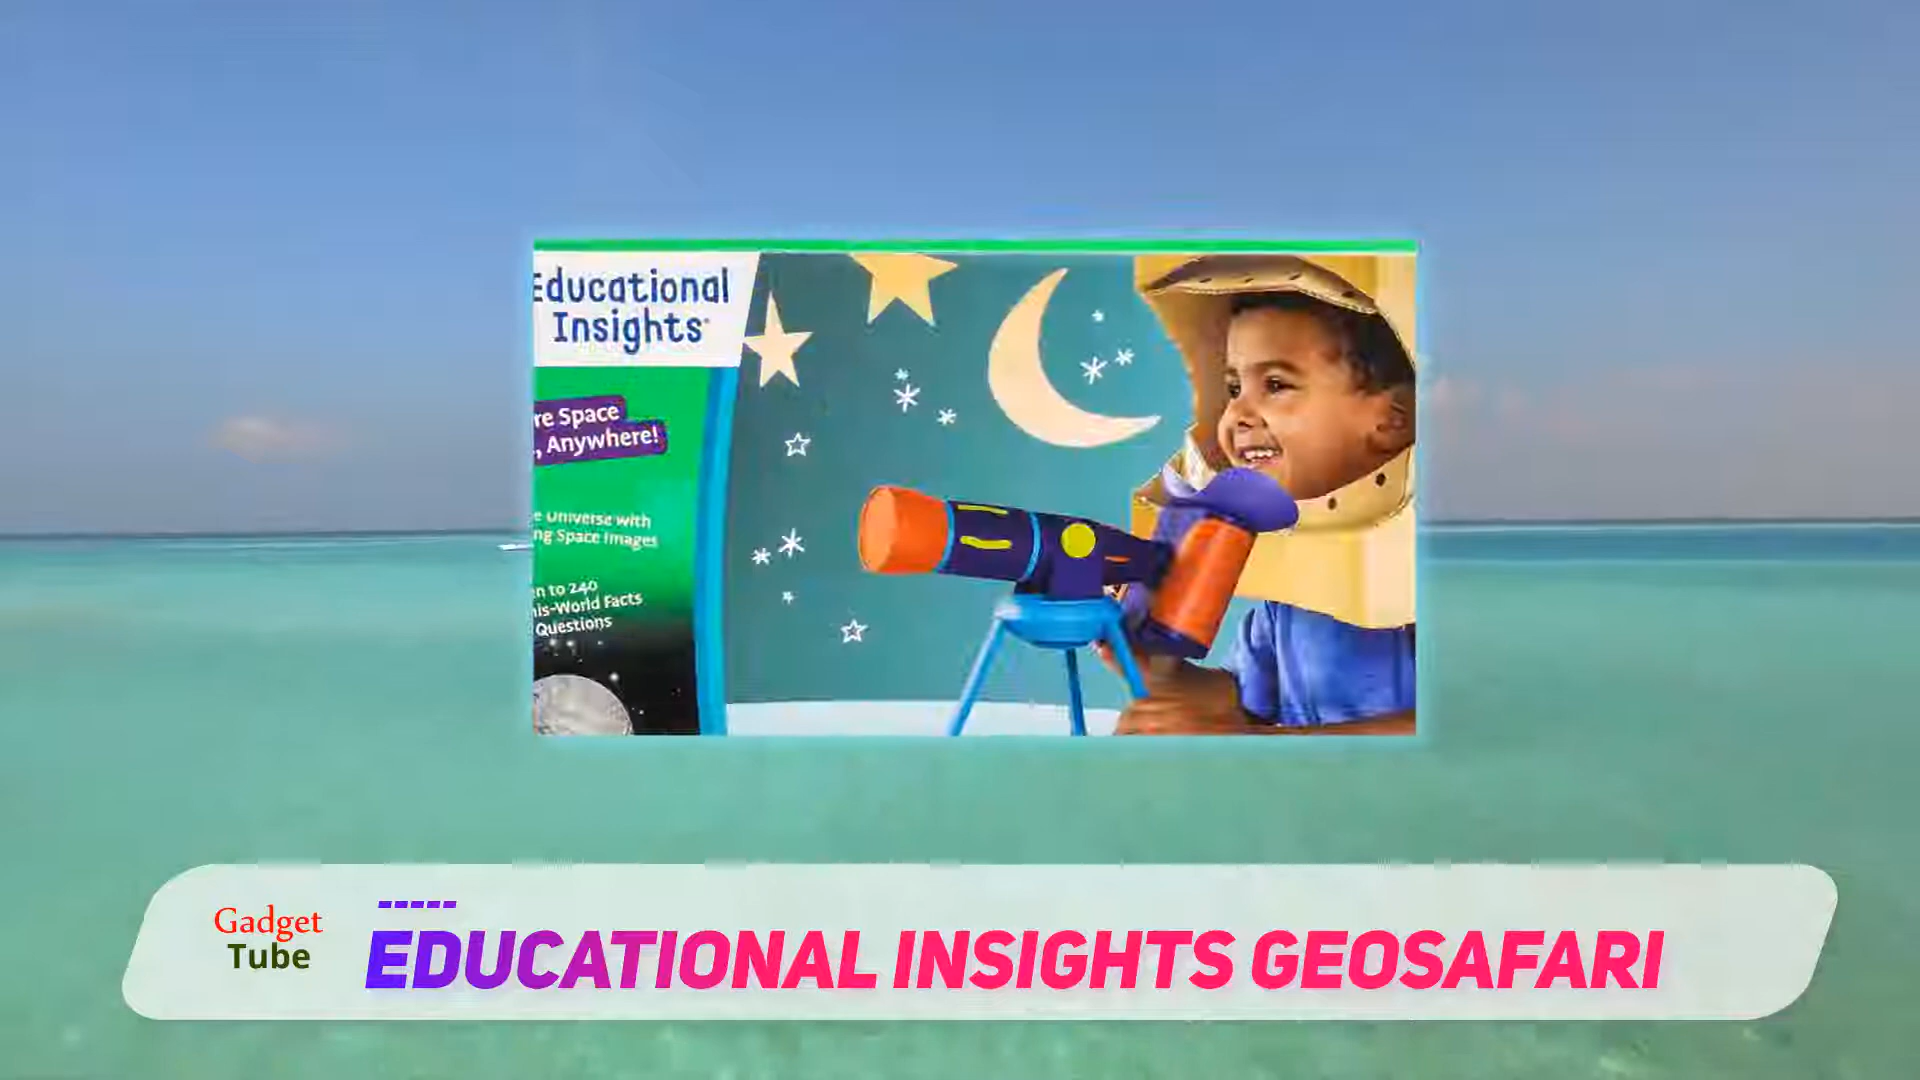 Educational
Insights
re Space
, Anywhere!
e Universe with
ng Space Images
n to 240
his-World Facts
Questions
Gadget
Tube
EDUCATIONAL INSIGHTS GEOSAFARI